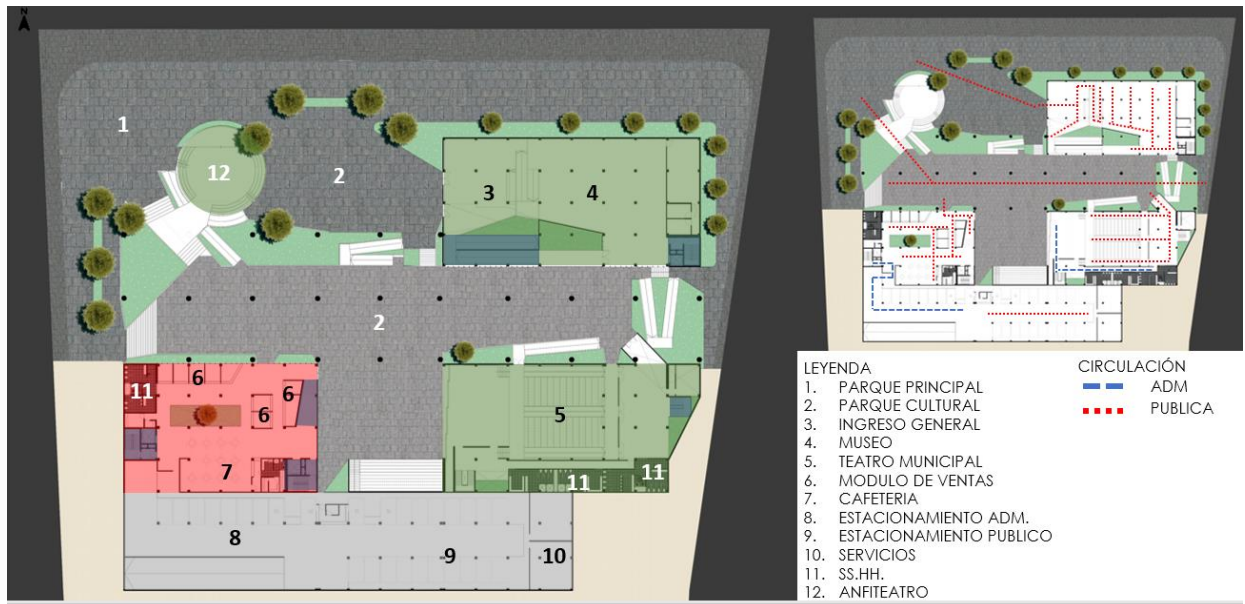 N
1
12
2
3
4
2
6
11
6
6
5
7
11
11
8
9
10
LEYENDA
1. PARQUE PRINCIPAL
2. PARQUE CULTURAL
3. INGRESO GENERAL
4. MUSEO
5. TEATRO MUNICIPAL
6. MODULO DE VENTAS
7. CAFETERIA
8. ESTACIONAMIENTO ADM.
9. ESTACIONAMIENTO PUBLICO
10. SERVICIOS
11. SS.HH.
12. ANFITEATRO
CIRCULACIÓN
ADM
PUBLICA